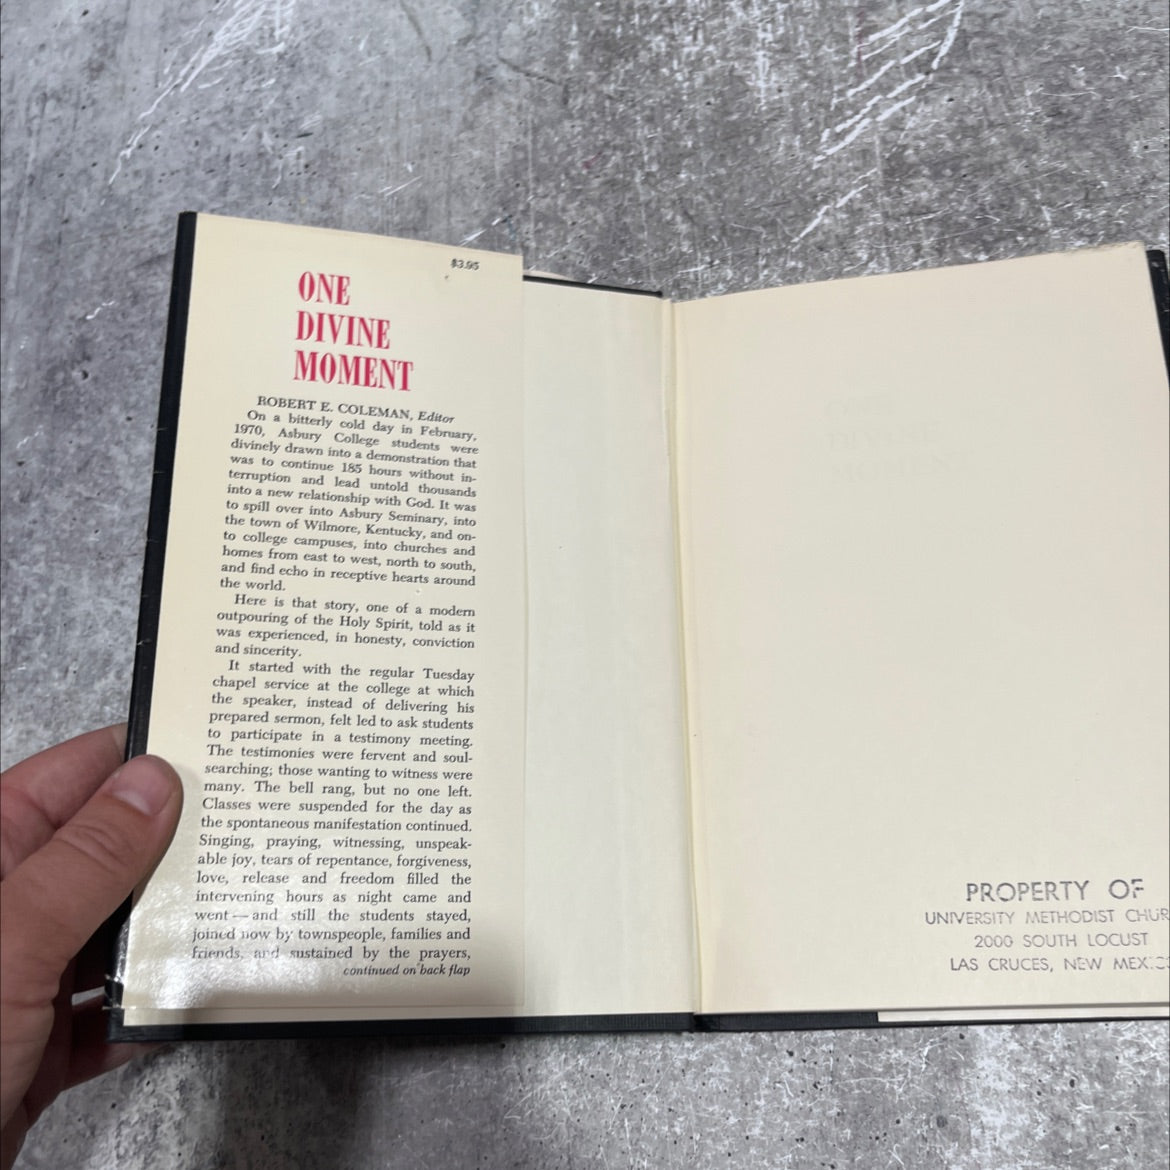 $3.95
ONE
DIVINE
MOMENT
ROBERT E. COLEMAN, Editor
On a bitterly cold day in February,
1970, Asbury College students were
divinely drawn into a demonstration that
was to continue 185 hours without in-
terruption and lead untold thousands
into a new relationship with God. It was
to spill over into Asbury Seminary, into
the town of Wilmore, Kentucky, and on-
to college campuses, into churches and
homes from east to west, north to south,
and find echo in receptive hearts around
the world.
Here is that story, one of a modern
outpouring of the Holy Spirit, told as it
was experienced, in honesty, conviction
and sincerity.
It started with the regular Tuesday
chapel service at the college at which
the speaker, instead of delivering his
prepared sermon, felt led to ask students
to participate in a testimony meeting.
The testimonies were fervent and soul-
searching; those wanting to witness were
many. The bell rang, but no one left.
Classes were suspended for the day as
the spontaneous manifestation continued.
Singing, praying, witnessing, unspeak-
able joy, tears of repentance, forgiveness,
love, release and freedom filled the
intervening hours as night came and
went — and still the students stayed,
joined now by townspeople, families and
friends, and sustained by the prayers,
continued on back flap
PROPERTY OF
UNIVERSITY METHODIST CHUR
2000 SOUTH LOCUST
LAS CRUCES, NEW MEXICO